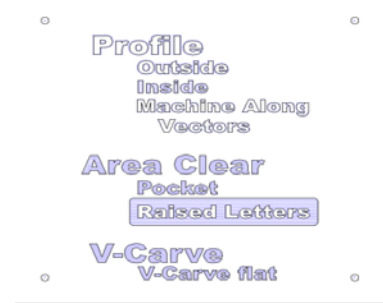 Profile
Outside
Inside
Machine Along
Vectors
Area Clear
Pocket
Raised Letters
V-Carve
V-Carve flat